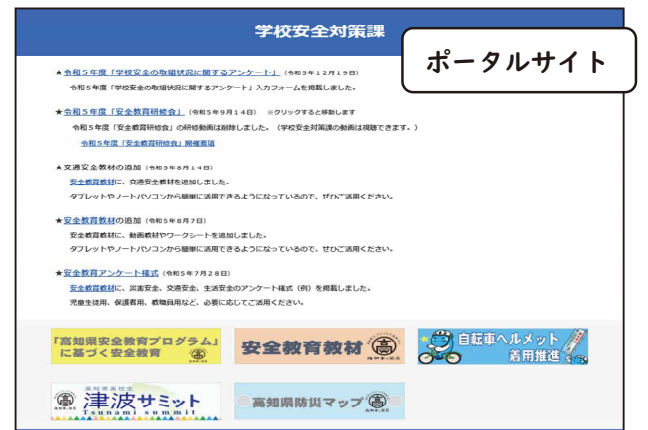 学校安全対策課
ポータルサイト
★令和5年度「学校安全の取組状況に関するアンケート」（令和5年12月19日）
令和5年度「学校安全の取組状況に関するアンケート」入力フォームを掲載しました。
★令和5年度「安全教育研修会」（令和5年9月14日） ※クリックすると移動します
令和5年度「安全教育研修会」の研修動画は削除しました。（学校安全対策課の動画は視聴できます。）
令和5年度「安全教育研修会」開催要項
★交通安全教材の追加（令和5年8月14日）
安全教育教材に、交通安全教材を追加しました。
タブレットやノートパソコンから簡単に活用できるようになっているので、ぜひご活用ください。
★安全教育教材の追加（令和5年8月7日）
安全教育教材に、動画教材やワークシートを追加しました。
タブレットやノートパソコンから簡単に活用できるようになっているので、ぜひご活用ください。
★安全教育アンケート様式（令和5年7月28日）
安全教育教材に、災害安全、交通安全、生活安全のアンケート様式（例）を掲載しました。
児童生徒用、保護者用、教職員用など、必要に応じてご活用ください。
「高知県安全教育プログラム」
に基づく安全教育
安全教育教材
自転車ヘルメット
着用推進
高知県高校生
津波サミット
Tsunami summit
高知県防災マップ